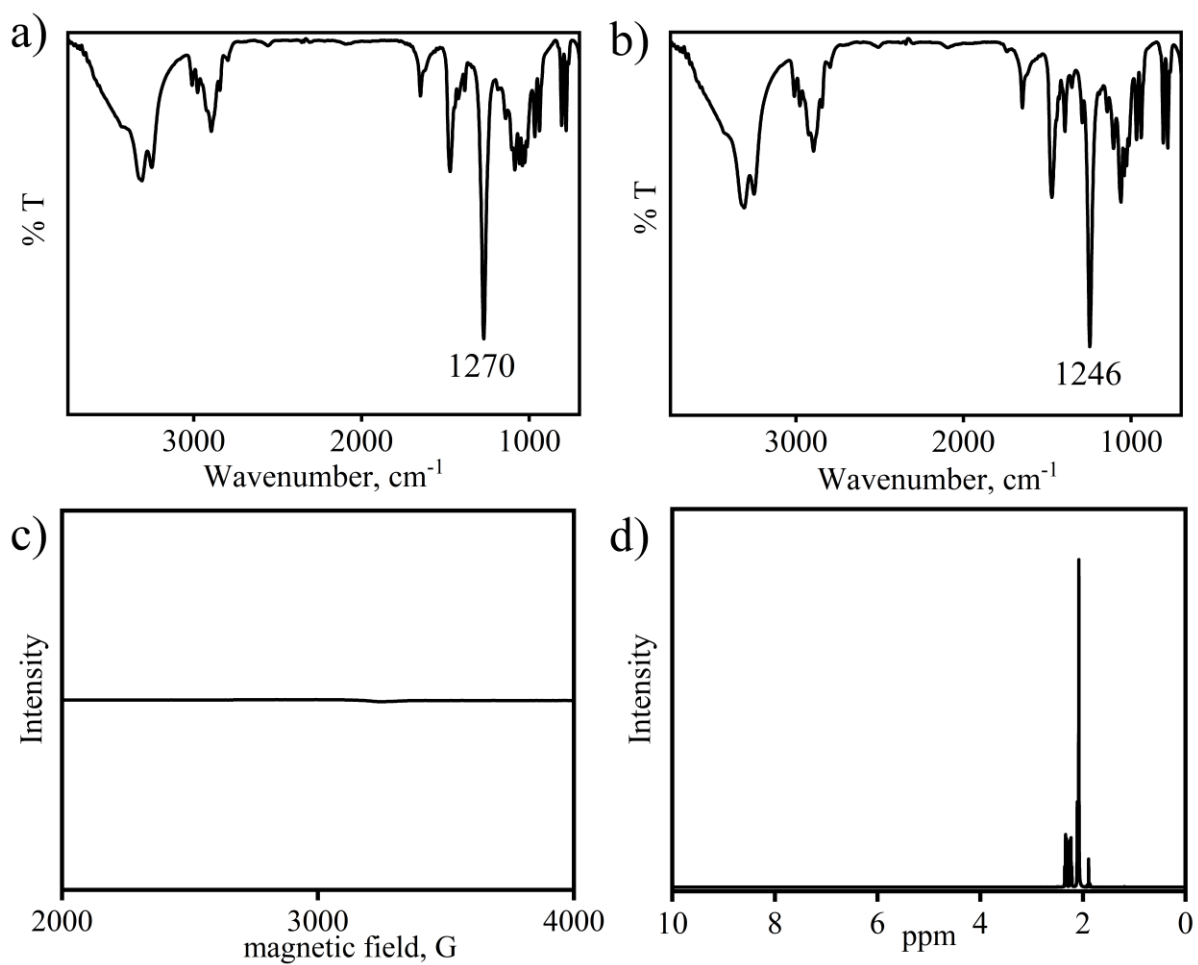 a)
% T
1270
3000 2000 1000
Wavenumber, cm-1
b)
% T
1246
3000 2000 1000
Wavenumber, cm-1
c)
Intensity
2000 3000 4000
magnetic field, G
d)
Intensity
10 8 6 4 2 0
ppm